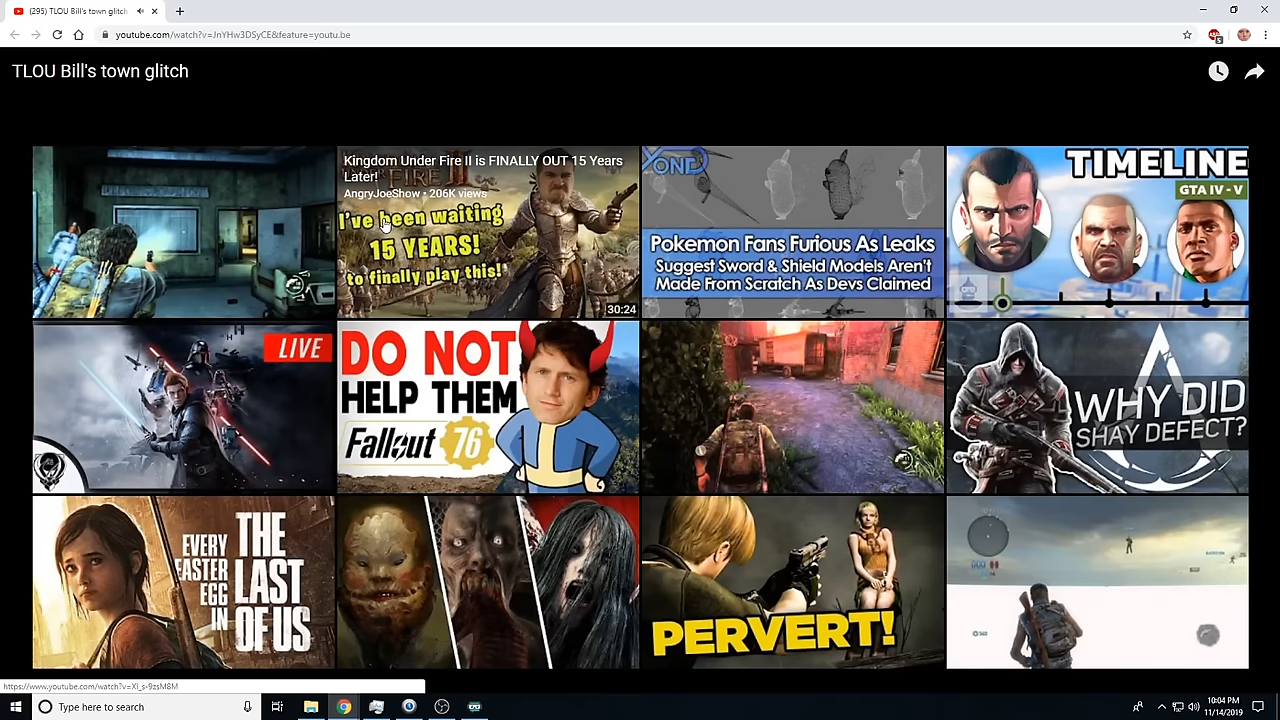 (295) TLOU Bill's town glitch
youtube.com/watch?v=JnYHw3DSyCE&feature=youtu.be
5
TLOU Bill's town glitch
Kingdom Under Fire II is FINALLY OUT 15 Years
Later!
AngryJoeShow • 206K views
FIRE II
I've been waiting
15 YEARS!
to finally play this!
30:24
YOND
Pokemon Fans Furious As Leaks
Suggest Sword & Shield Models Aren't
Made From Scratch As Devs Claimed
TIMELINE
GTA IV - V
LIVE
DO NOT
HELP THEM
Fallout 76
WHY DID
SHAY DEFECT?
EVERY
EASTER
EGG
IN
THE
LAST
OF US
PERVERT!
https://www.youtube.com/watch?v=Xi_s-9zsM8M
Type here to search
10:04 PM
11/14/2019